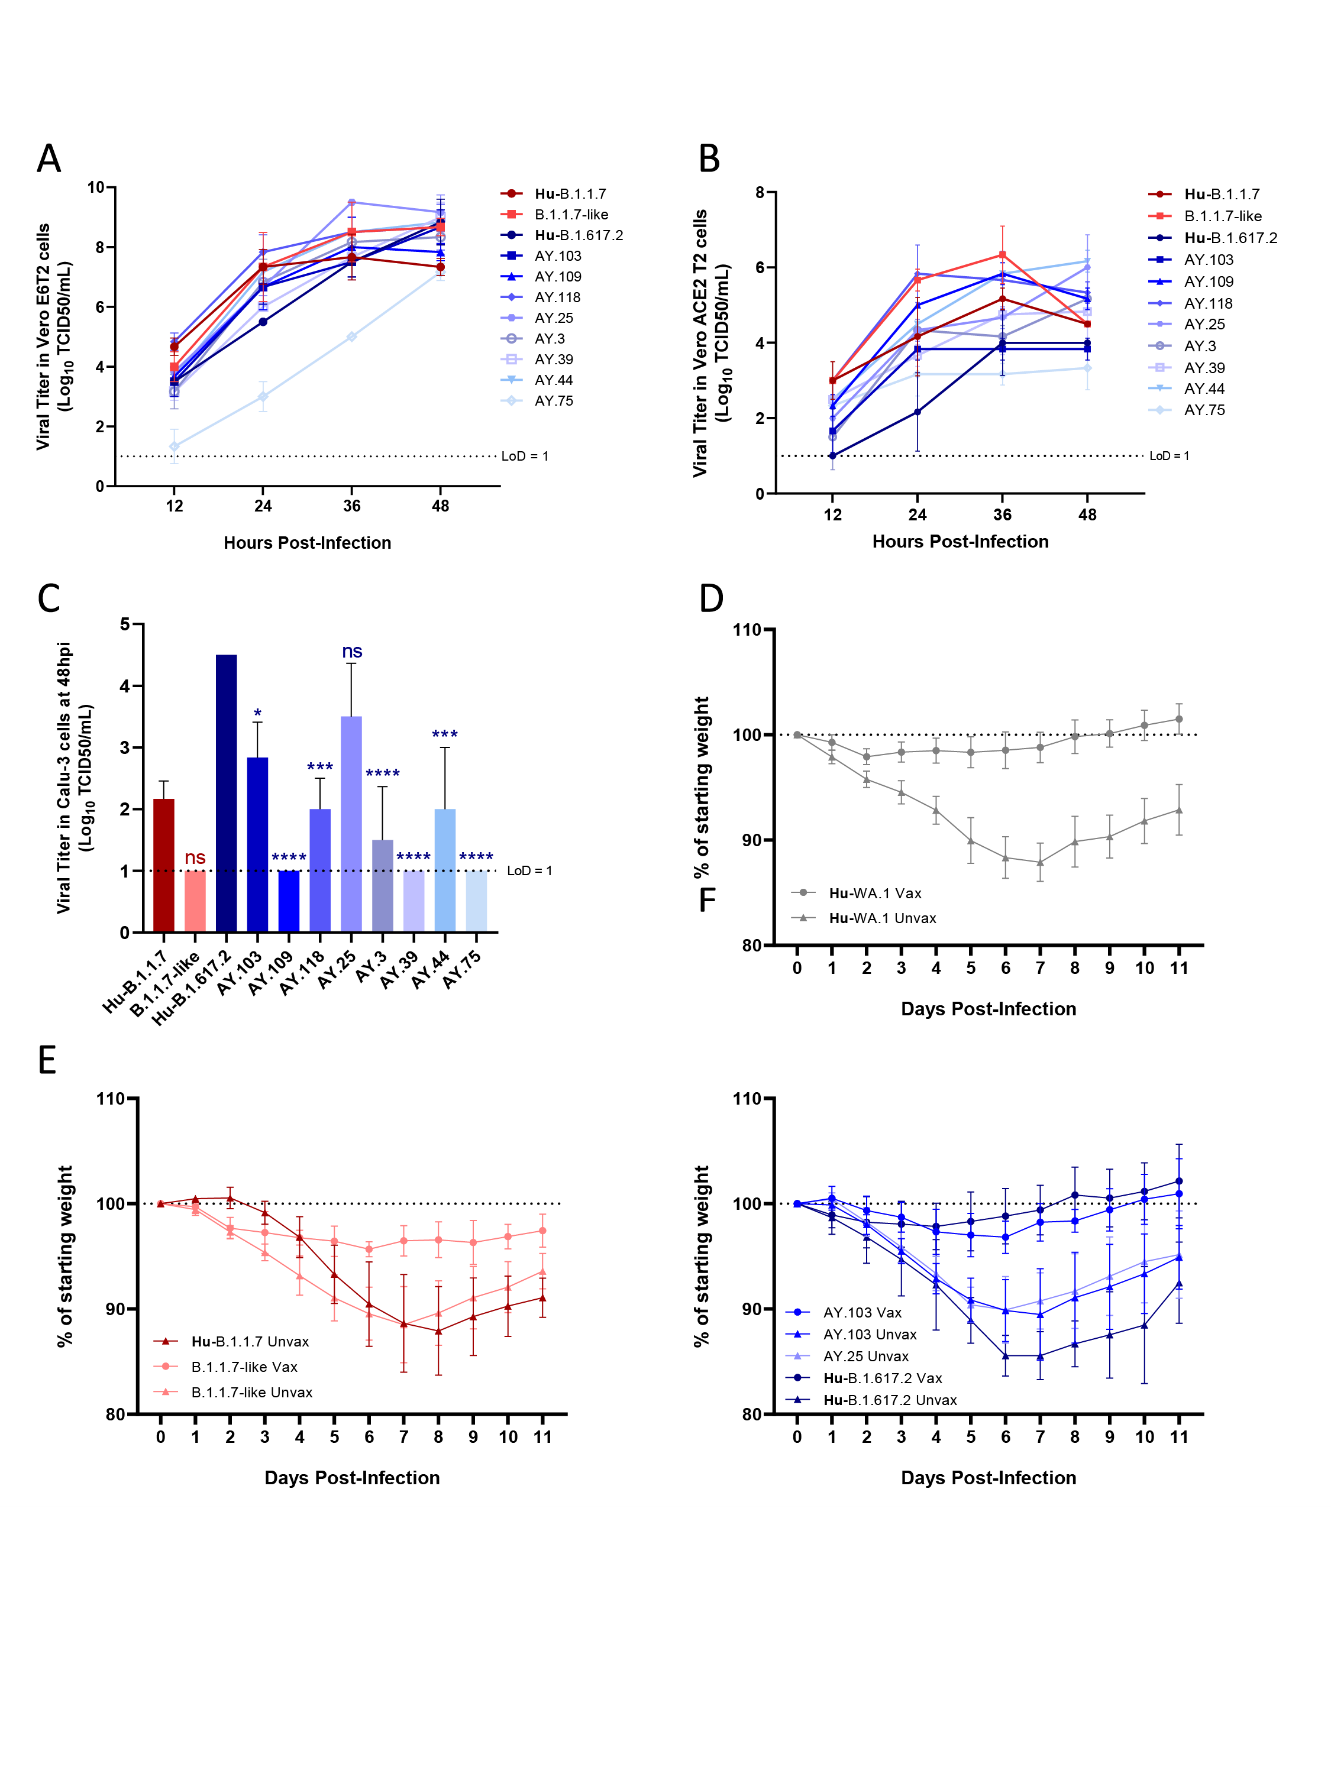 A
Viral Titer in Vero E6T2 cells
(Log10 TCID50/mL)
10
8
6
4
2
0
12 24 36 48
Hours Post-Infection
LoD = 1
Hu-B.1.1.7
B.1.1.7-like
Hu-B.1.617.2
AY.103
AY.109
AY.118
AY.25
AY.3
AY.39
AY.44
AY.75
B
Viral Titer in Vero ACE2 T2 cells
(Log10 TCID50/mL)
8
6
4
2
0
12 24 36 48
Hours Post-Infection
LoD = 1
Hu-B.1.1.7
B.1.1.7-like
Hu-B.1.617.2
AY.103
AY.109
AY.118
AY.25
AY.3
AY.39
AY.44
AY.75
C
Viral Titer in Calu-3 cells at 48hpi
(Log10 TCID50/mL)
5
4
3
2
1
0
ns * **** *** ns **** **** *** ****
LoD = 1
Hu-B.1.1.7
B.1.1.7-like
Hu-B.1.617.2
AY.103
AY.109
AY.118
AY.25
AY.3
AY.39
AY.44
AY.75
D
% of starting weight
110
100
90
80
Hu-WA.1 Vax
Hu-WA.1 Unvax
0 1 2 3 4 5 6 7 8 9 10 11
Days Post-Infection
E
% of starting weight
110
100
90
80
Hu-B.1.1.7 Unvax
B.1.1.7-like Vax
B.1.1.7-like Unvax
0 1 2 3 4 5 6 7 8 9 10 11
Days Post-Infection
F
% of starting weight
110
100
90
80
AY.103 Vax
AY.103 Unvax
AY.25 Unvax
Hu-B.1.617.2 Vax
Hu-B.1.617.2 Unvax
0 1 2 3 4 5 6 7 8 9 10 11
Days Post-Infection